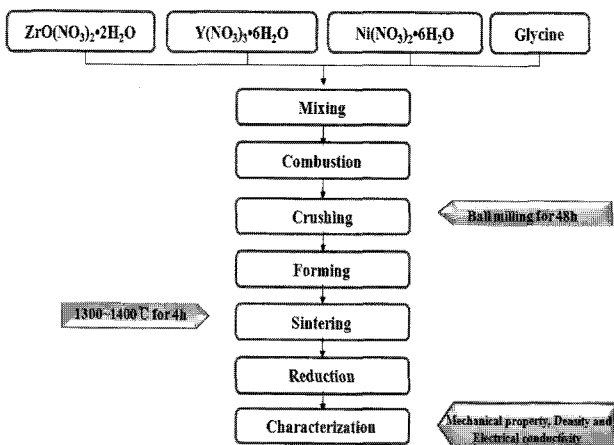 ZrO(NO₃)₂•2H₂O
Y(NO₃)₃•6H₂O
Ni(NO₃)₂•6H₂O
Glycine
Mixing
Combustion
Crushing
Ball milling for 48h
Forming
1300~1400℃ for 4h
Sintering
Reduction
Characterization
Mechanical property, Density and
Electrical conductivity